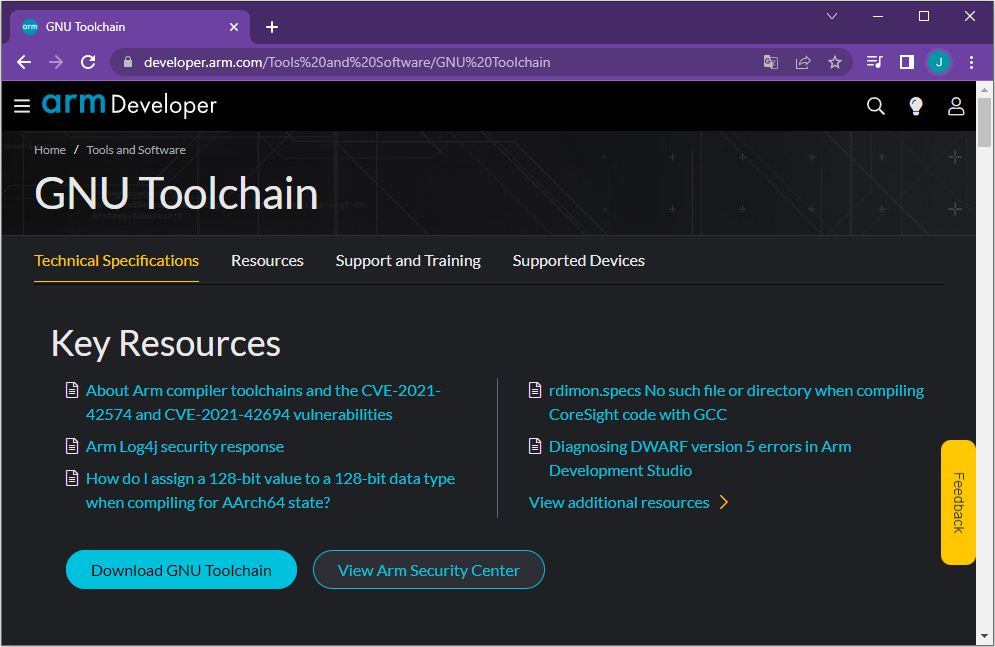 arm GNU Toolchain
developer.arm.com/Tools%20and%20Software/GNU%20Toolchain
J
arm Developer
Home / Tools and Software
GNU Toolchain
Technical Specifications Resources Support and Training Supported Devices
Key Resources
About Arm compiler toolchains and the CVE-2021-
42574 and CVE-2021-42694 vulnerabilities
Arm Log4j security response
How do I assign a 128-bit value to a 128-bit data type
when compiling for AArch64 state?
rdimon.specs No such file or directory when compiling
CoreSight code with GCC
Diagnosing DWARF version 5 errors in Arm
Development Studio
View additional resources
Feedback
Download GNU Toolchain View Arm Security Center